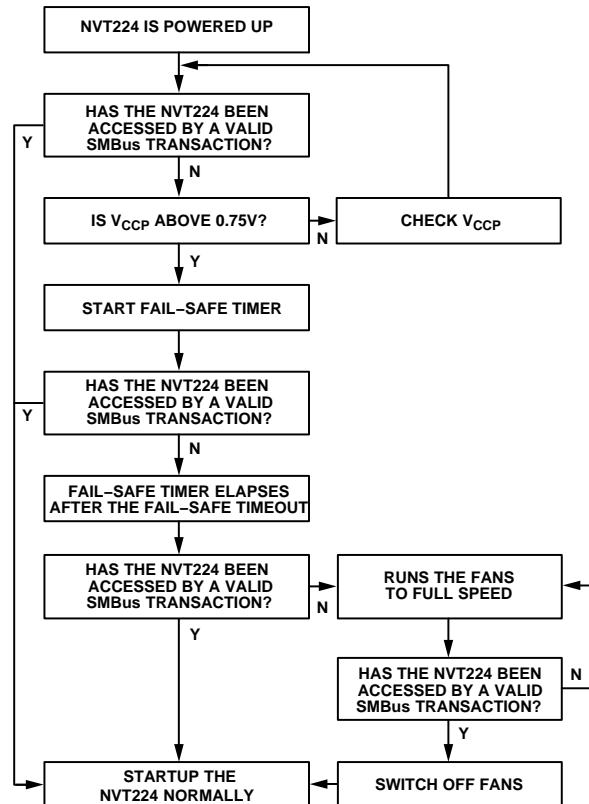 NVT224 IS POWERED UP
HAS THE NVT224 BEEN
ACCESSED BY A VALID
SMBus TRANSACTION?
Y
N
IS VCCP ABOVE 0.75V?
N
CHECK VCCP
Y
START FAIL–SAFE TIMER
HAS THE NVT224 BEEN
ACCESSED BY A VALID
SMBus TRANSACTION?
Y
N
FAIL–SAFE TIMER ELAPSES
AFTER THE FAIL–SAFE TIMEOUT
HAS THE NVT224 BEEN
ACCESSED BY A VALID
SMBus TRANSACTION?
N
Y
RUNS THE FANS
TO FULL SPEED
HAS THE NVT224 BEEN
ACCESSED BY A VALID
SMBus TRANSACTION?
N
Y
STARTUP THE
NVT224 NORMALLY
SWITCH OFF FANS